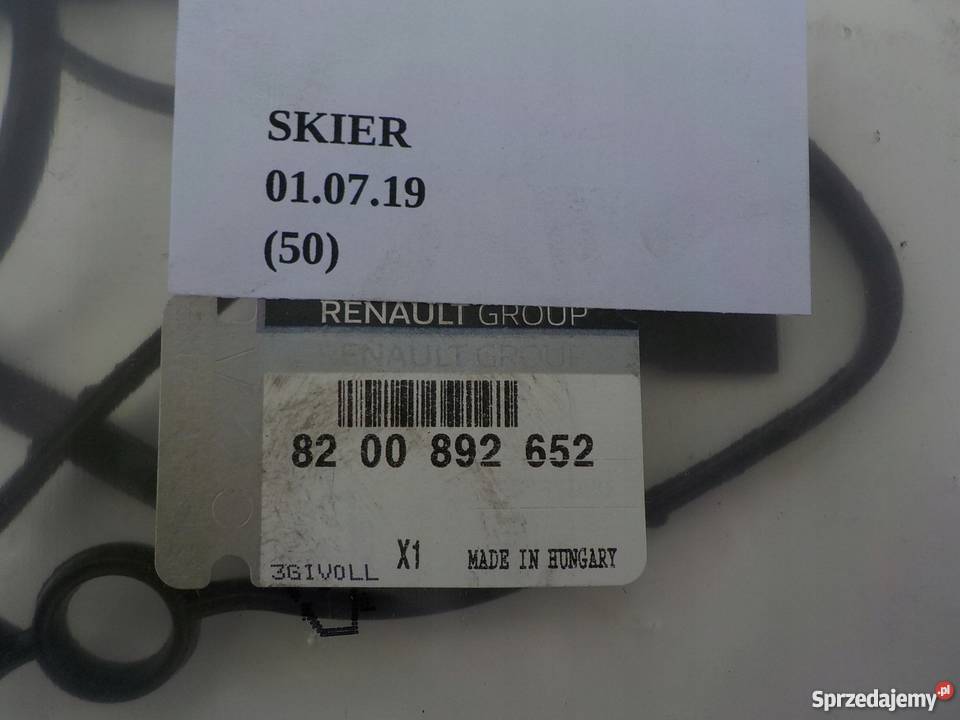 SKIER
01.07.19
(50)
RENAULT GROUP
RENAULT GROUP
82 00 892 652
X1
MADE IN HUNGARY
3GIVOLL
Sprzedajemy.pl